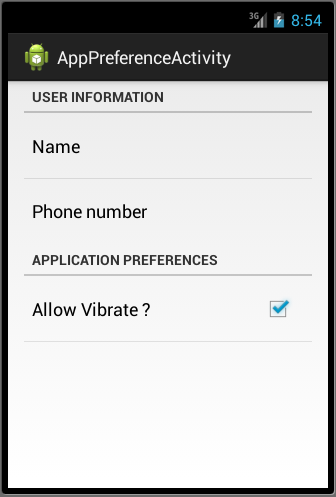 3G 8:54
AppPreferenceActivity
USER INFORMATION
Name
Phone number
APPLICATION PREFERENCES
Allow Vibrate ?